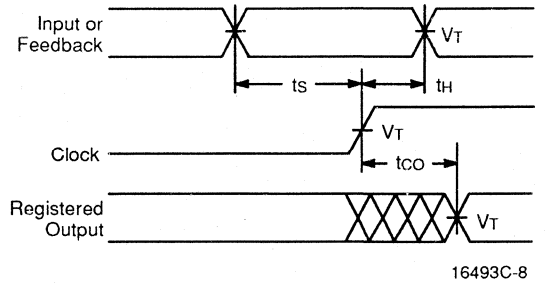 Input or
Feedback
VT
tS
tH
Clock
VT
tCO
Registered
Output
VT
16493C-8